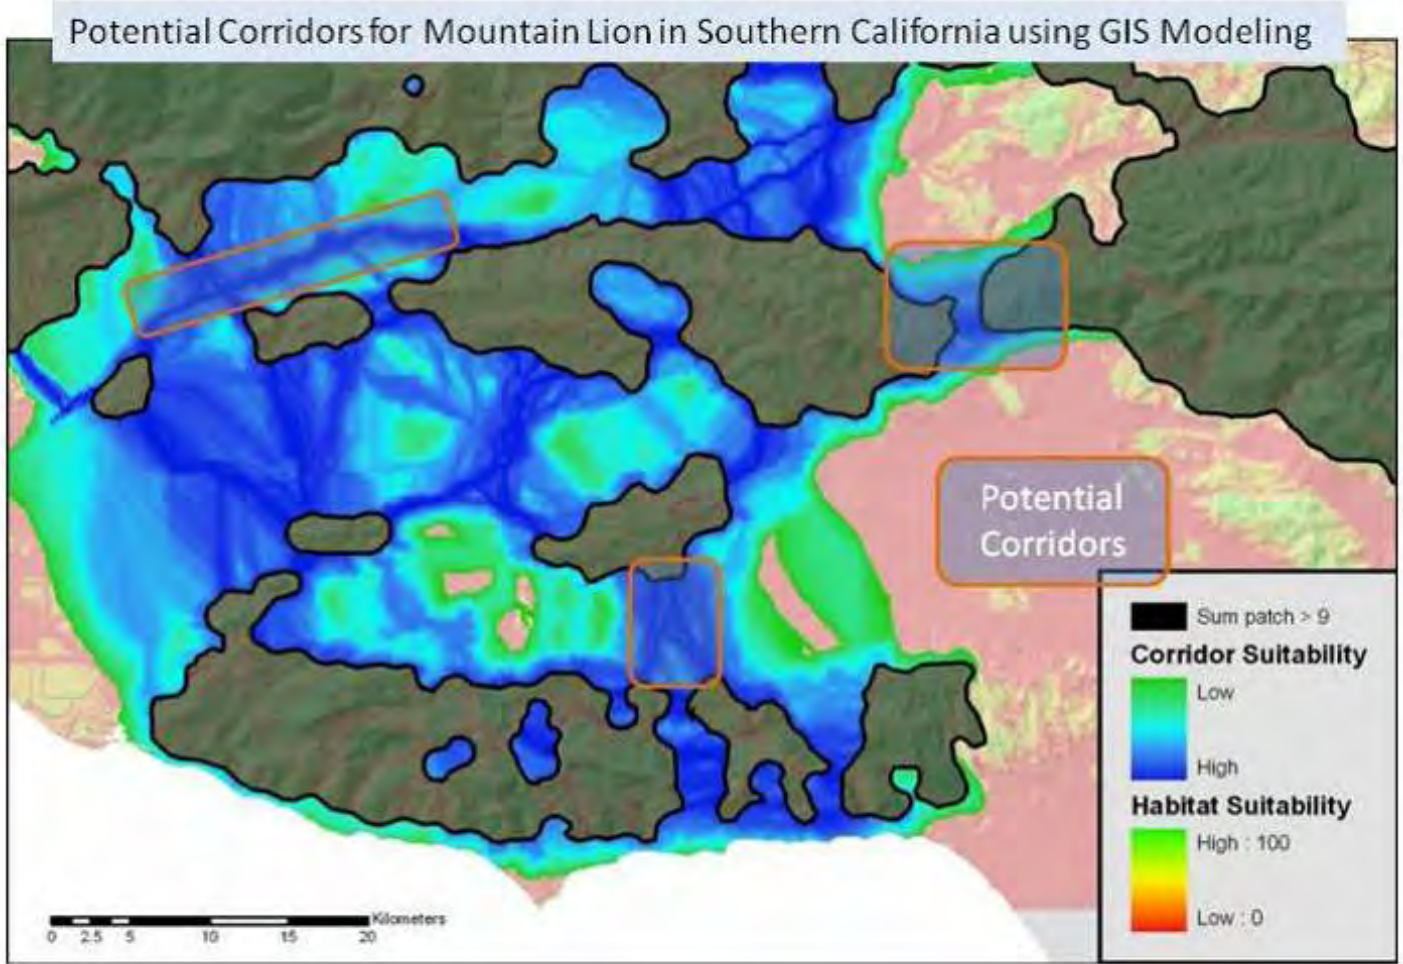 Potential Corridors for Mountain Lion in Southern California using GIS Modeling
Potential
Corridors
Sum patch > 9
Corridor Suitability
Low
High
Habitat Suitability
High : 100
Low : 0
Kilometers
0 2.5 5 10 15 20